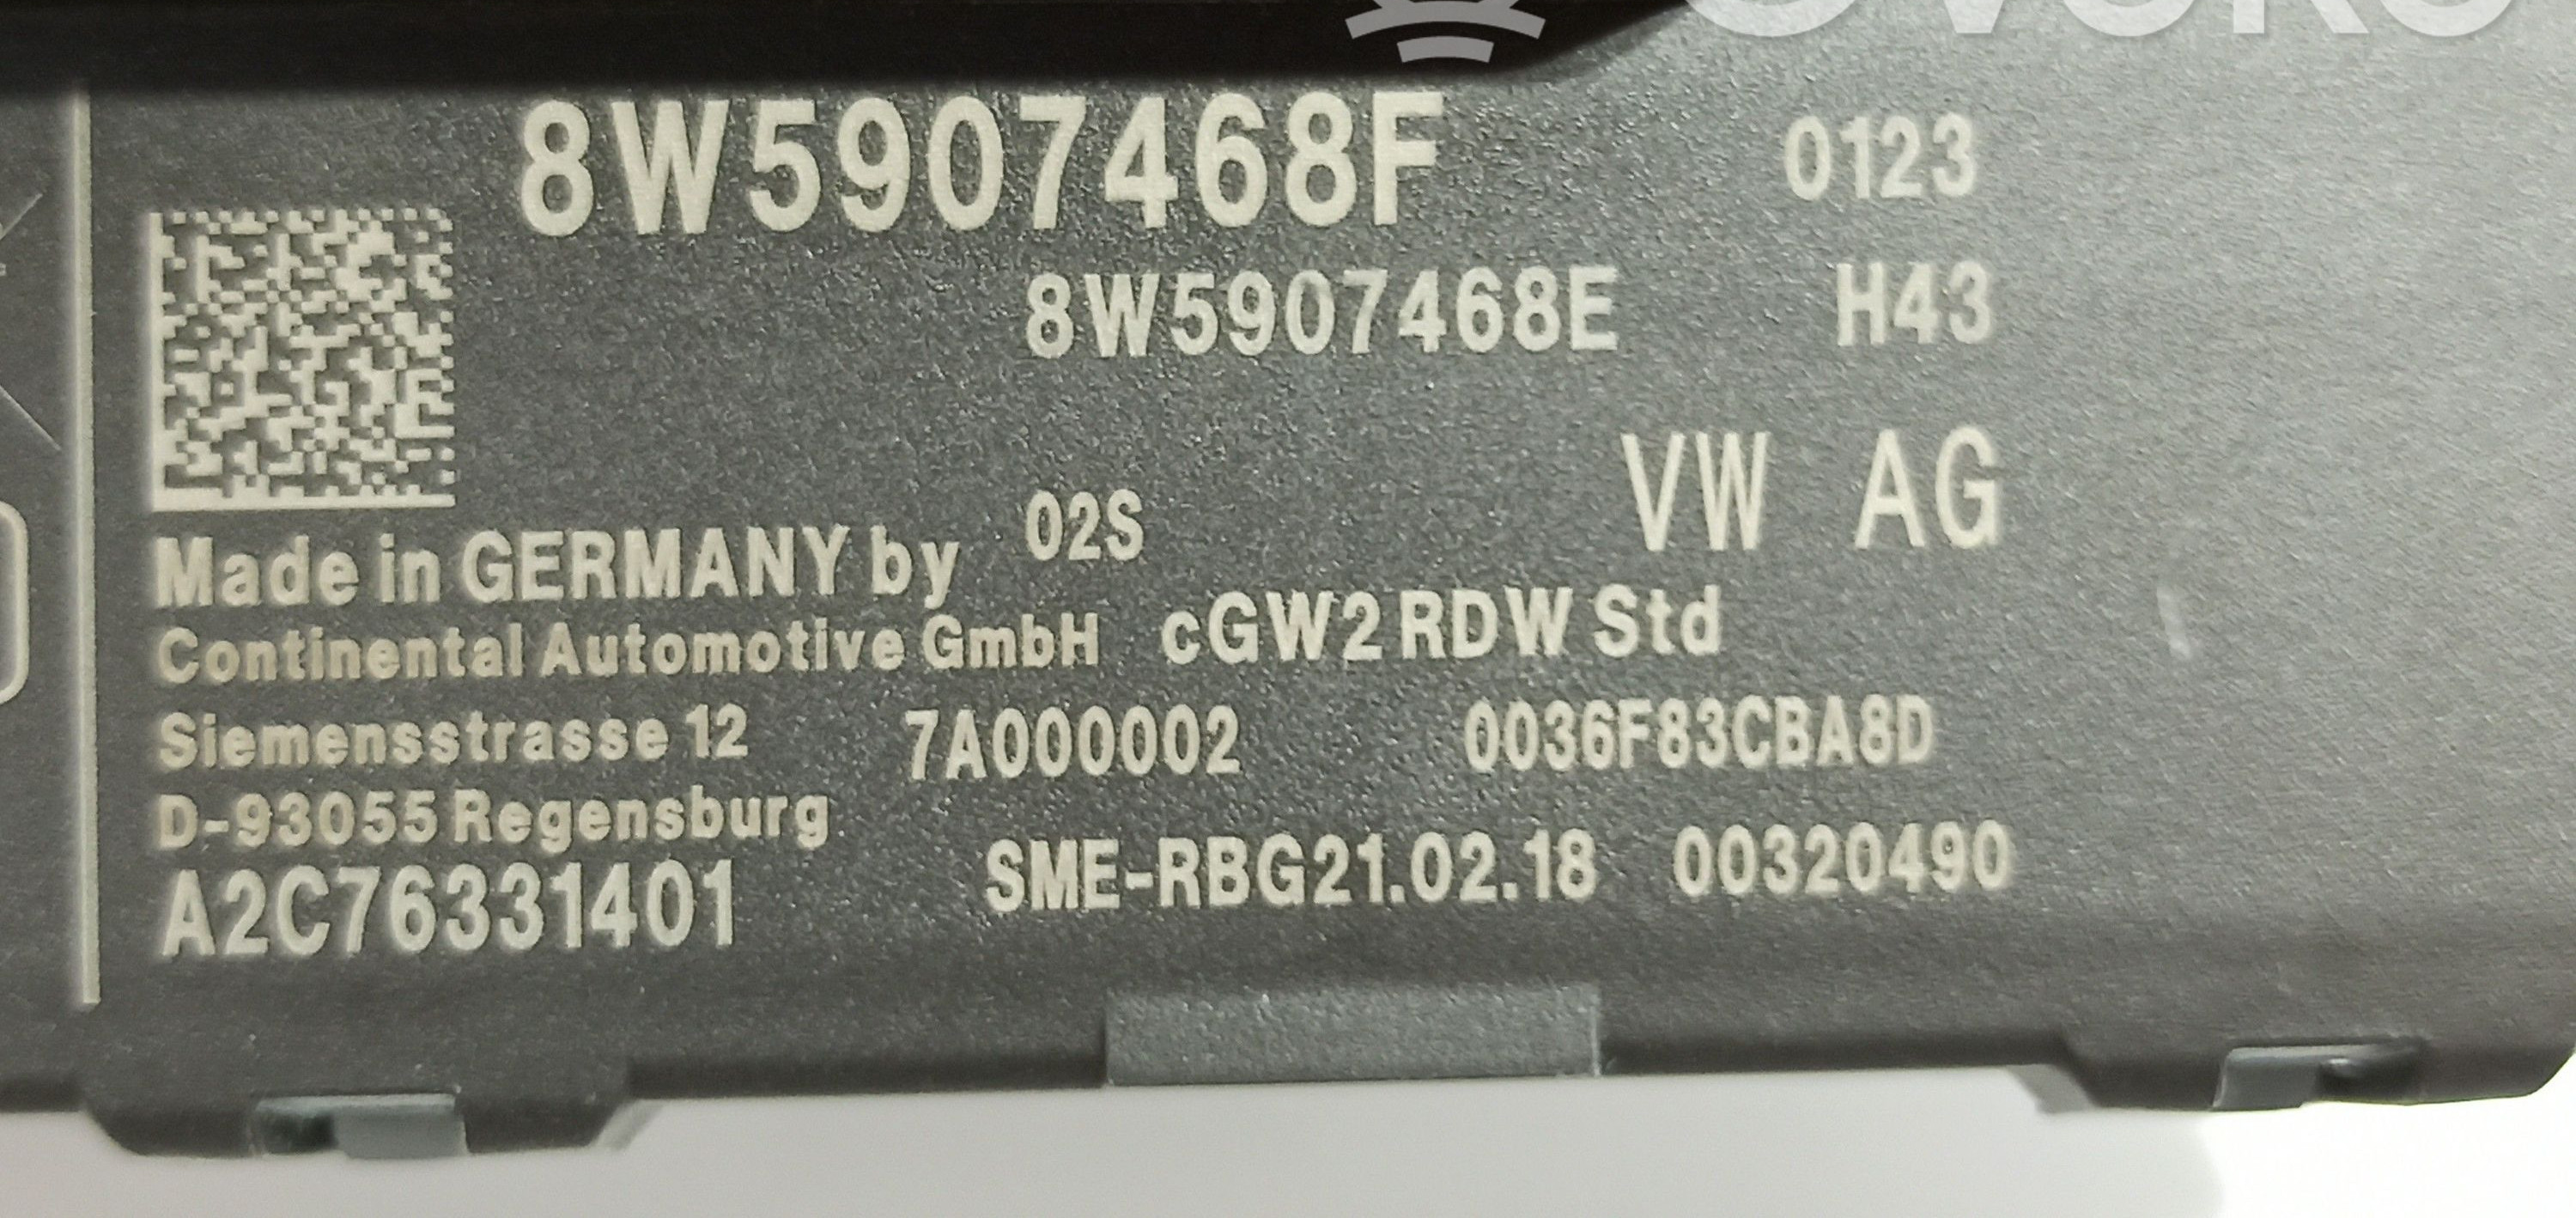 8W5907468F 0123
8W5907468E H43
VW AG
Made in GERMANY by 02S
Continental Automotive GmbH cGW2 RDW Std
Siemensstrasse 12 7A000002 0036F83CBA8D
D-93055 Regensburg
A2C76331401 SME-RBG21.02.18 00320490